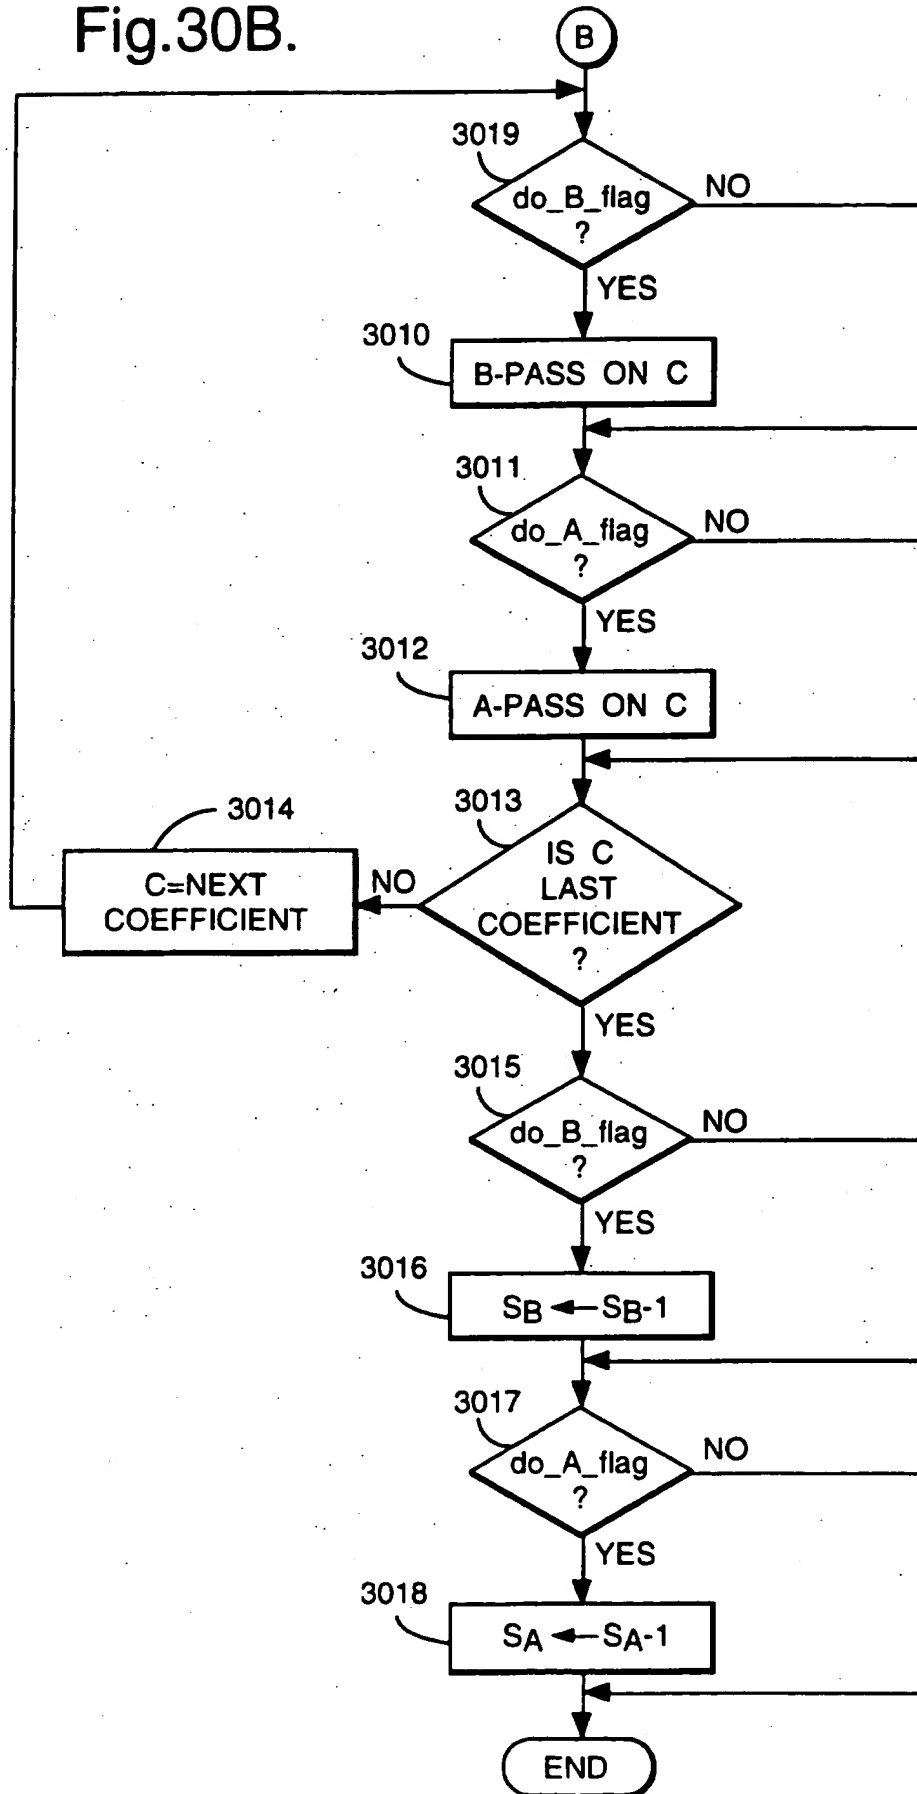 Fig.30B.
B
3019
do_B_flag
?
NO
YES
3010
B-PASS ON C
3011
do_A_flag
?
NO
YES
3012
A-PASS ON C
3013
IS C
LAST
COEFFICIENT
?
NO
3014
C=NEXT
COEFFICIENT
YES
3015
do_B_flag
?
NO
YES
3016
SB ← SB-1
3017
do_A_flag
?
NO
YES
3018
SA ← SA-1
END